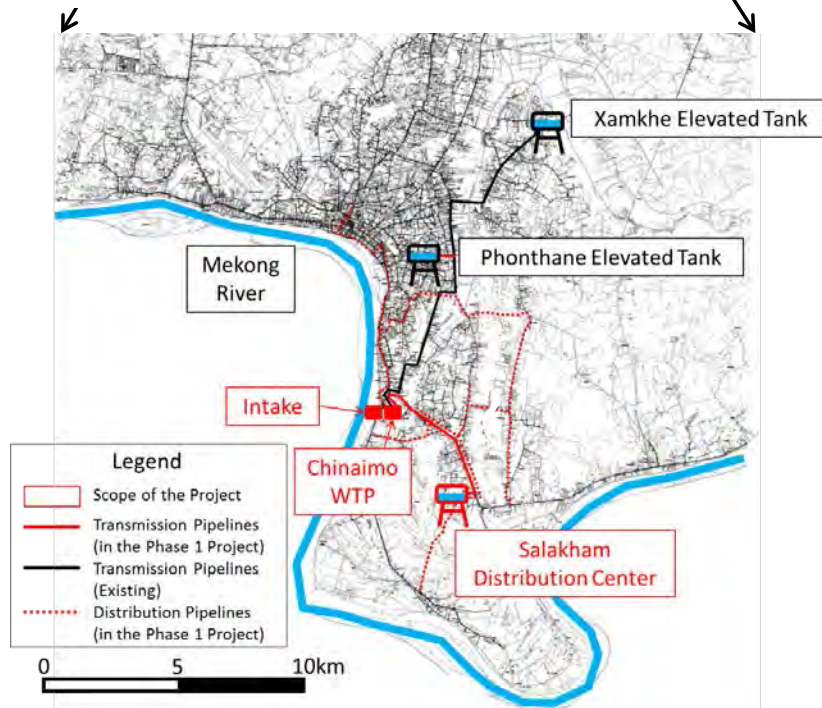 Xamkhe Elevated Tank
Phonthane Elevated Tank
Mekong
River
Intake
Chinaimo
WTP
Salakham
Distribution Center
Legend
Scope of the Project
Transmission Pipelines
(in the Phase 1 Project)
Transmission Pipelines
(Existing)
Distribution Pipelines
(in the Phase 1 Project)
0 5 10km